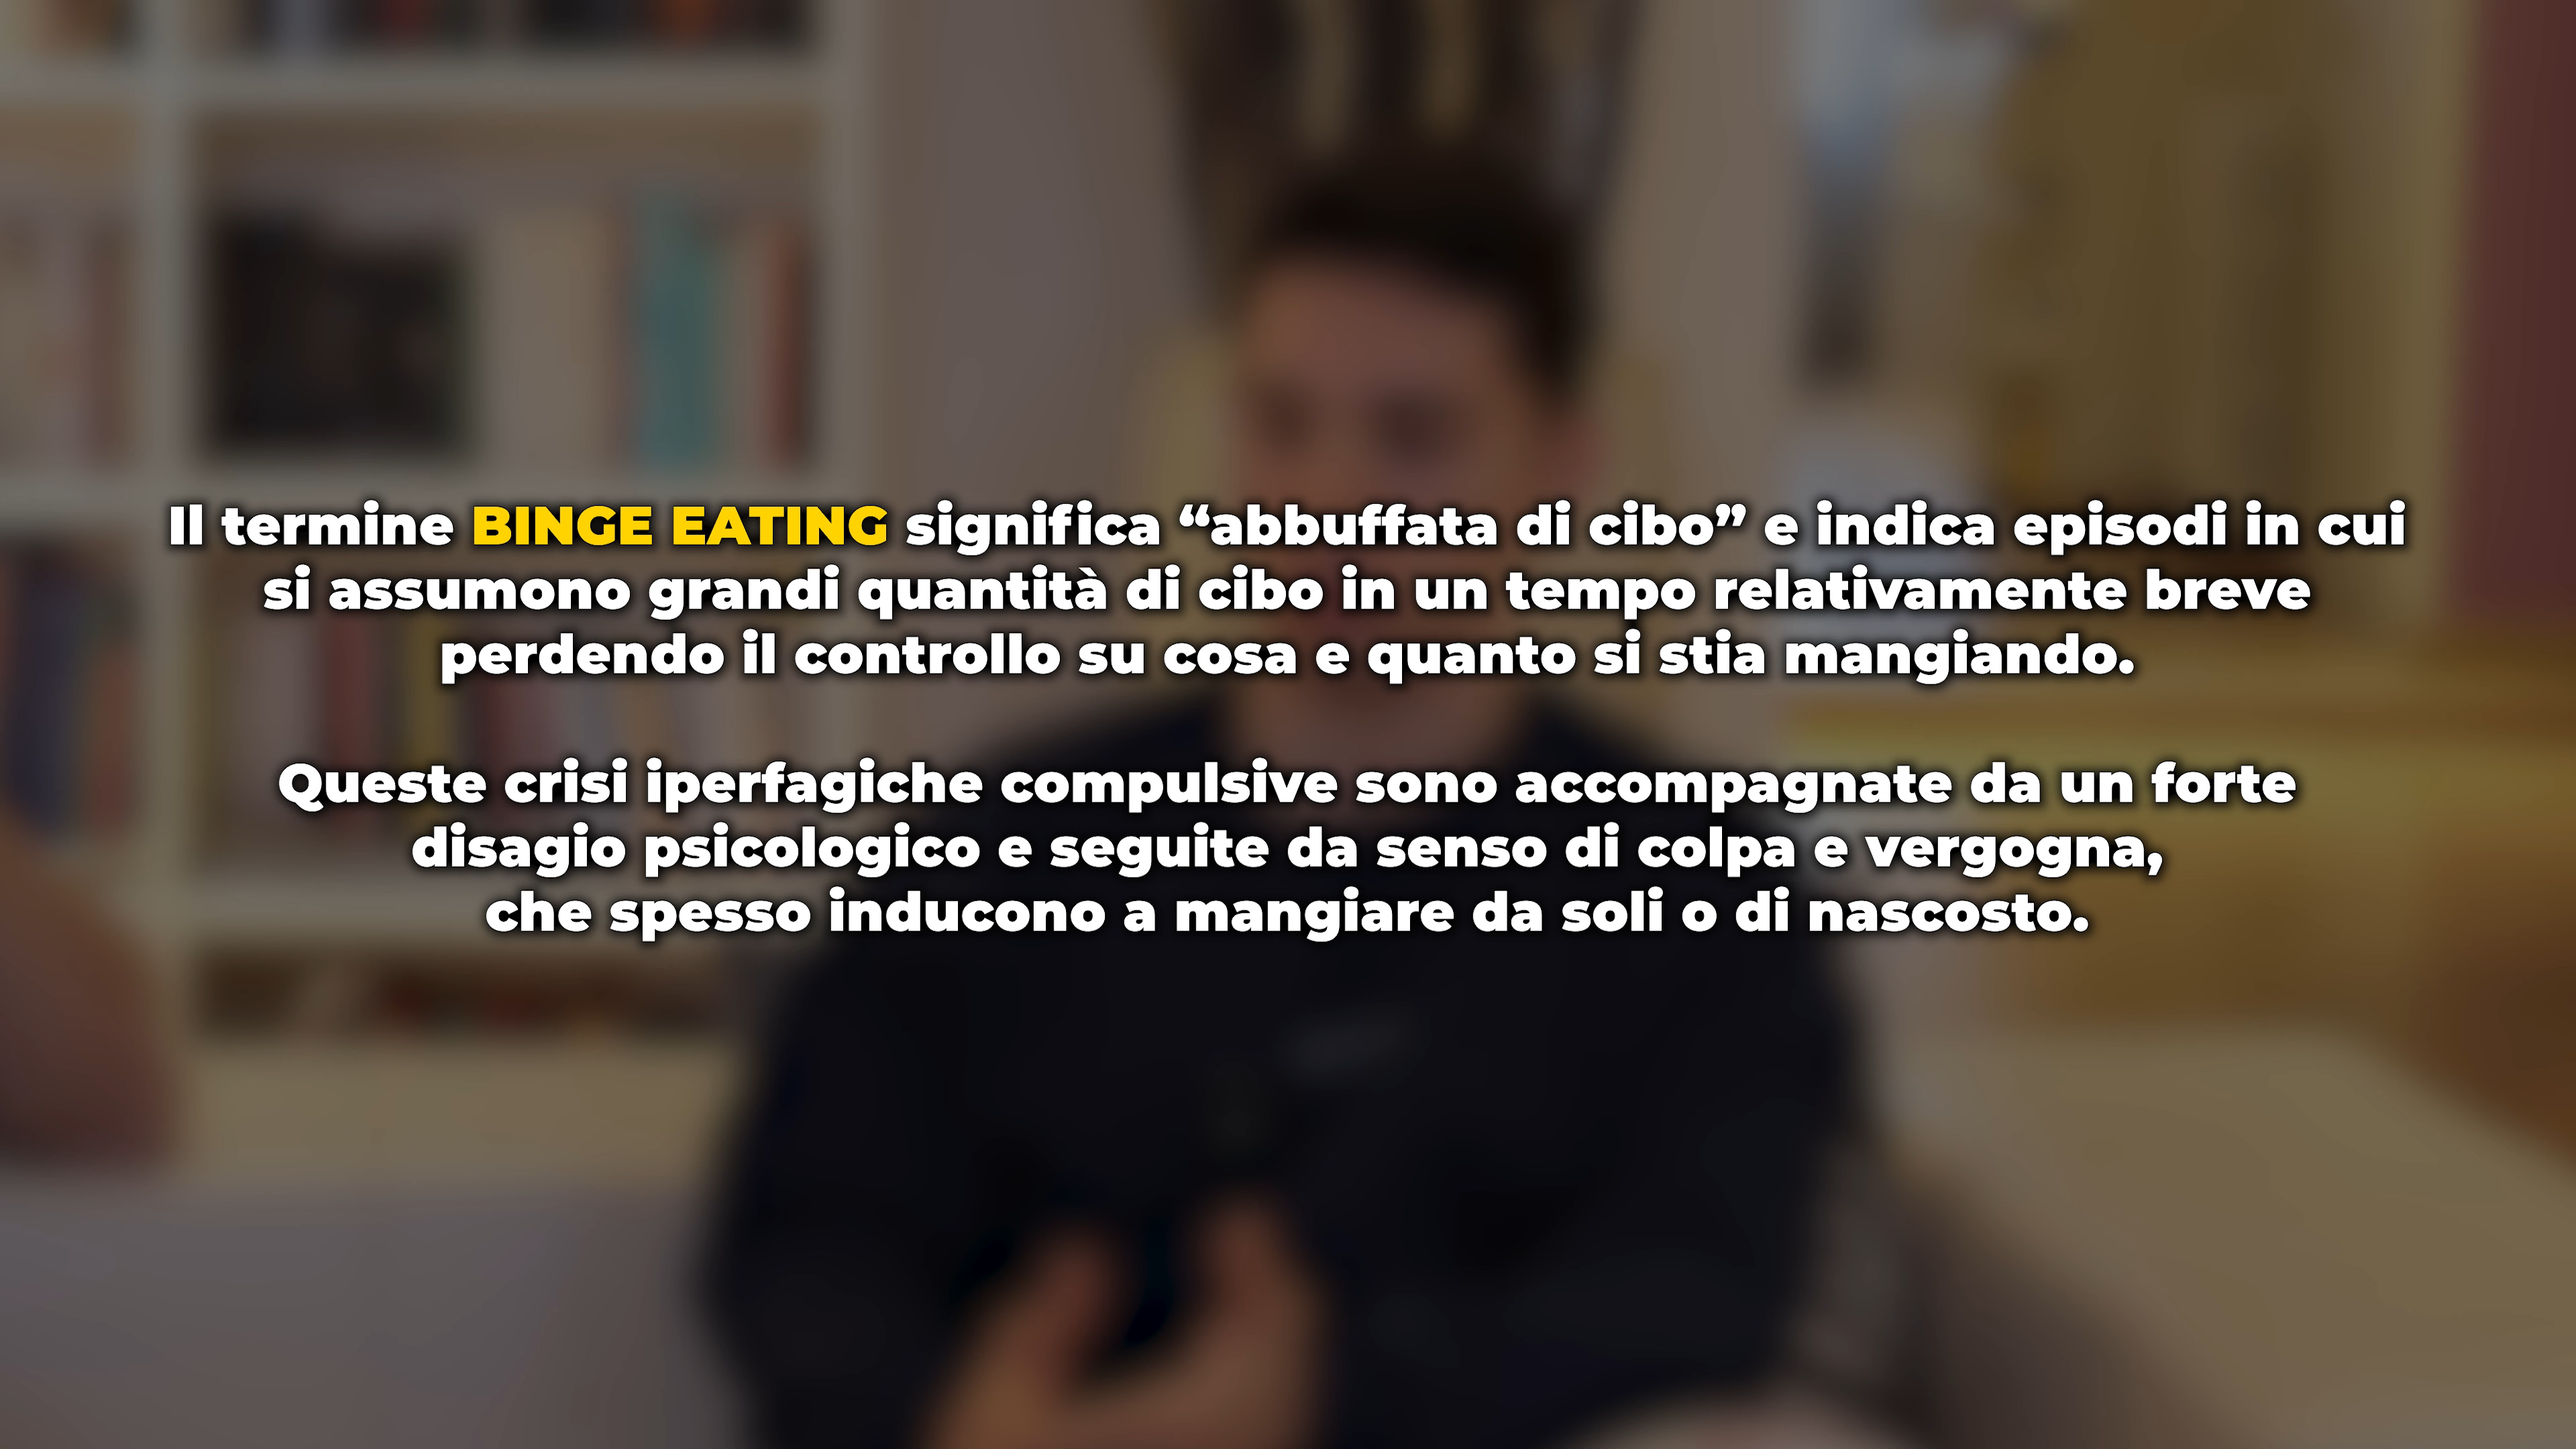 Il termine BINGE EATING significa “abbuffata di cibo” e indica episodi in cui
si assumono grandi quantità di cibo in un tempo relativamente breve
perdendo il controllo su cosa e quanto si stia mangiando.
Queste crisi iperfagiche compulsive sono accompagnate da un forte
disagio psicologico e seguite da senso di colpa e vergogna,
che spesso inducono a mangiare da soli o di nascosto.